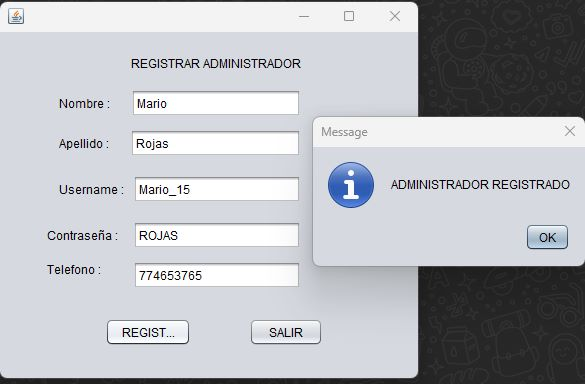 REGISTRAR ADMINISTRADOR
Nombre : Mario
Apellido : Rojas
Username : Mario_15
Contraseña : ROJAS
Telefono : 774653765
REGIST... SALIR
Message
ADMINISTRADOR REGISTRADO
OK